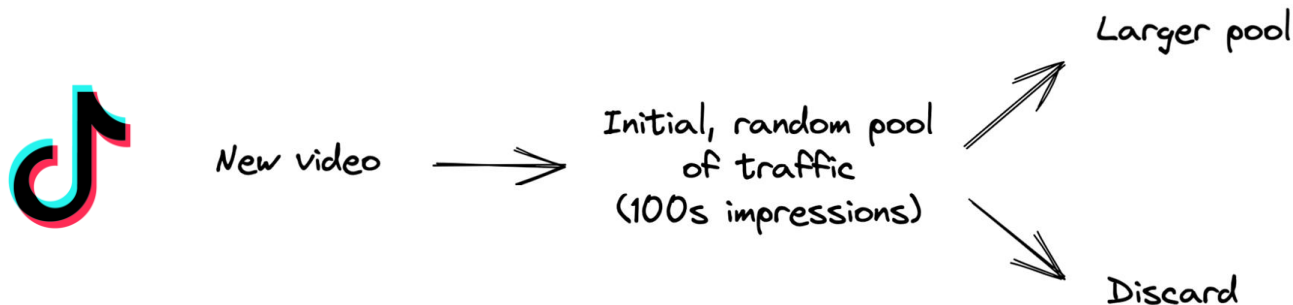 Larger pool
New video
Initial, random pool
of traffic
(100s impressions)
Discard